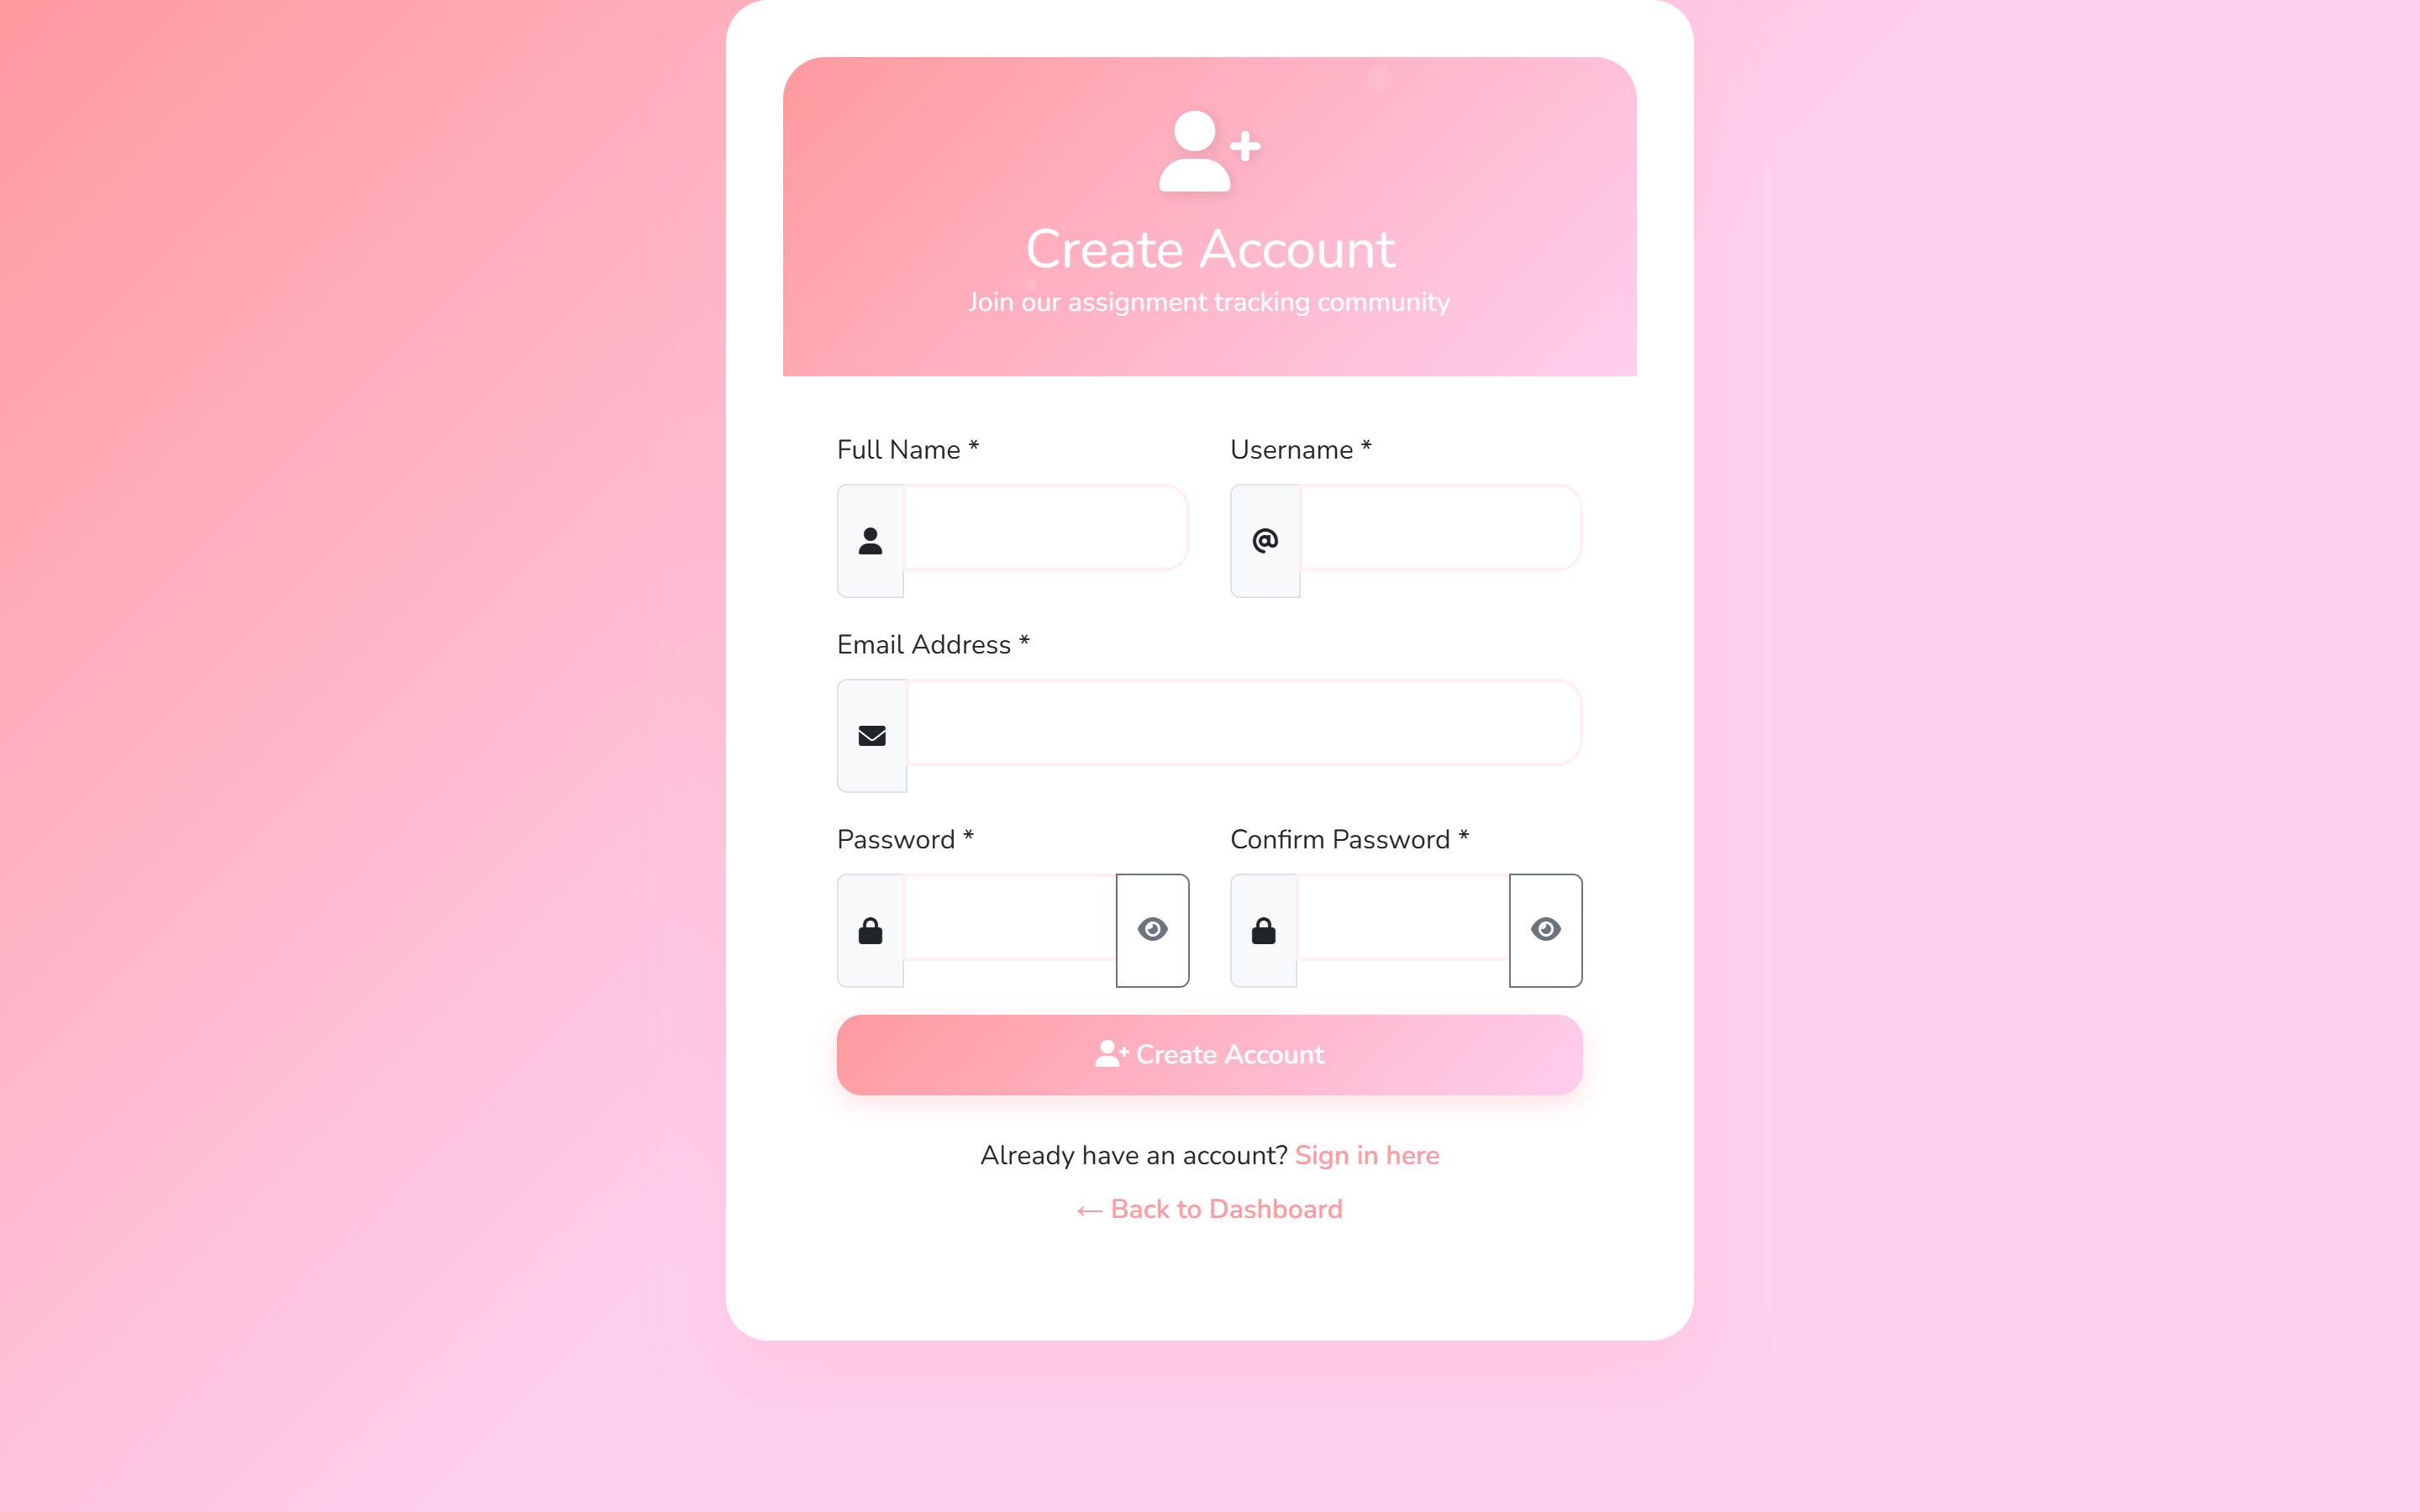 Create Account
Join our assignment tracking community
Full Name *
Username *
@
Email Address *
Password *
Confirm Password *
Create Account
Already have an account? Sign in here
← Back to Dashboard